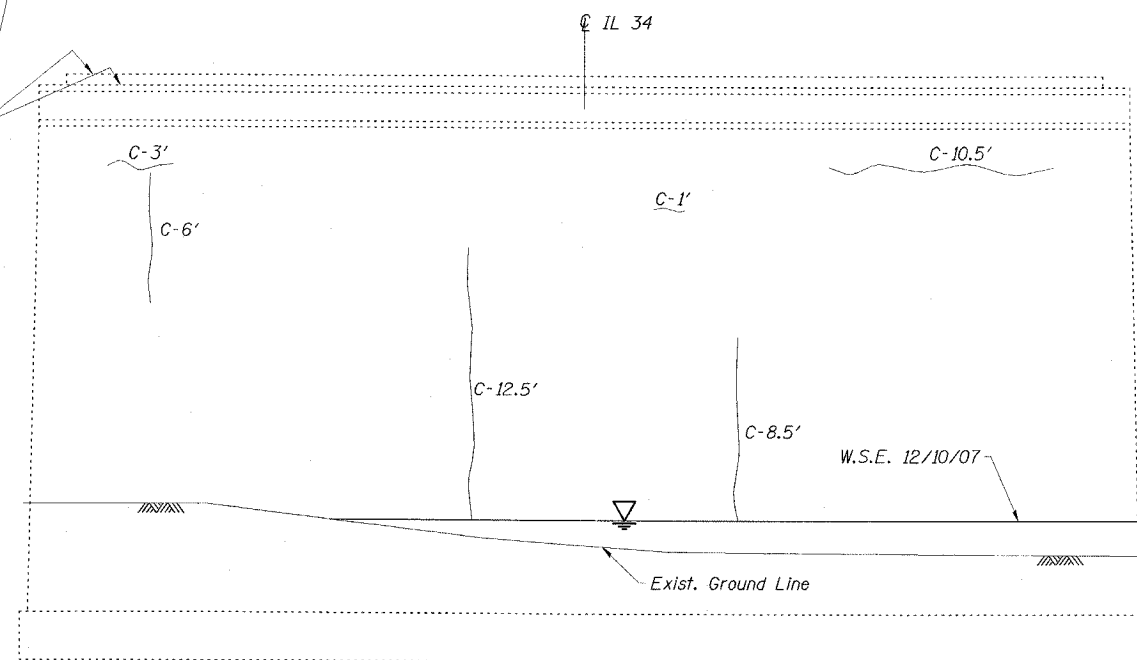 ℄ IL 34
C-3'
C-10.5'
C-1'
C-6'
C-12.5'
C-8.5'
W.S.E. 12/10/07
Exist. Ground Line